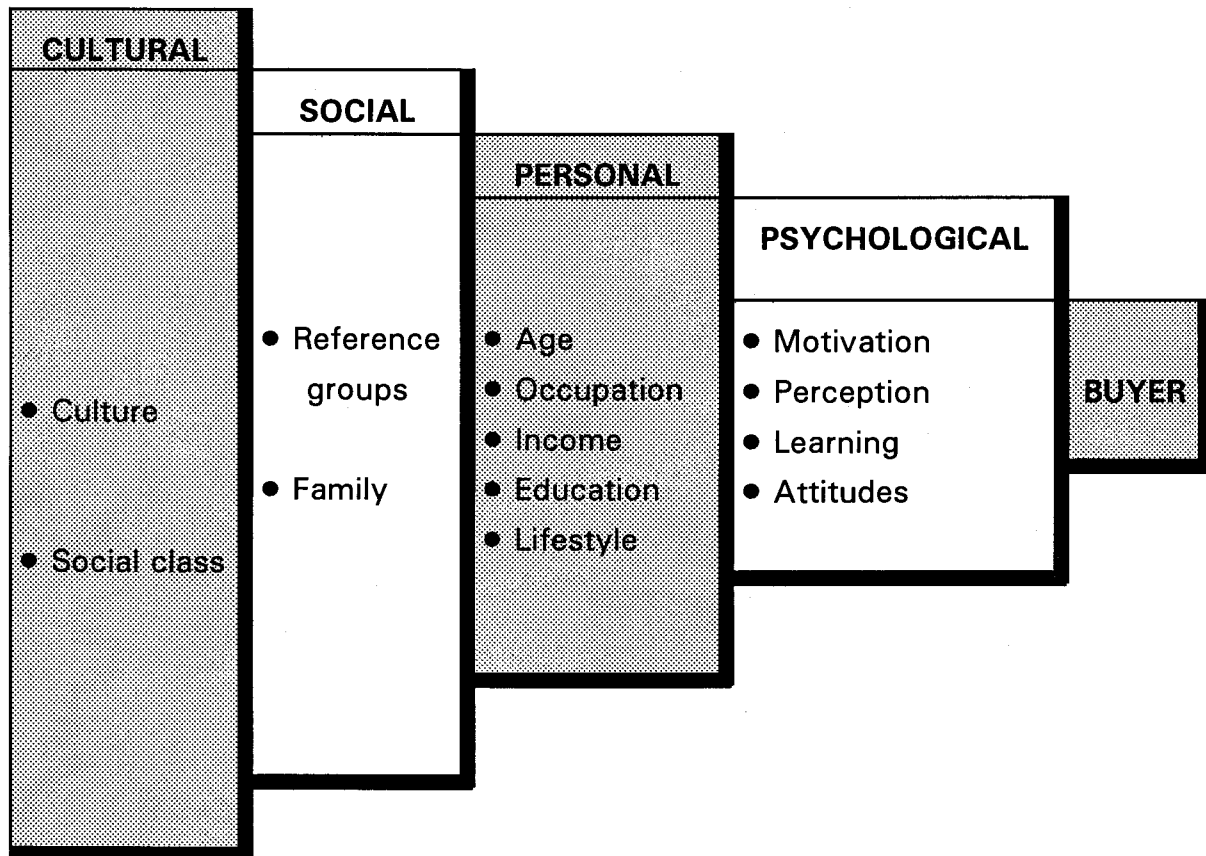 CULTURAL
● Culture
● Social class
SOCIAL
● Reference
groups
● Family
PERSONAL
● Age
● Occupation
● Income
● Education
● Lifestyle
PSYCHOLOGICAL
● Motivation
● Perception
● Learning
● Attitudes
BUYER